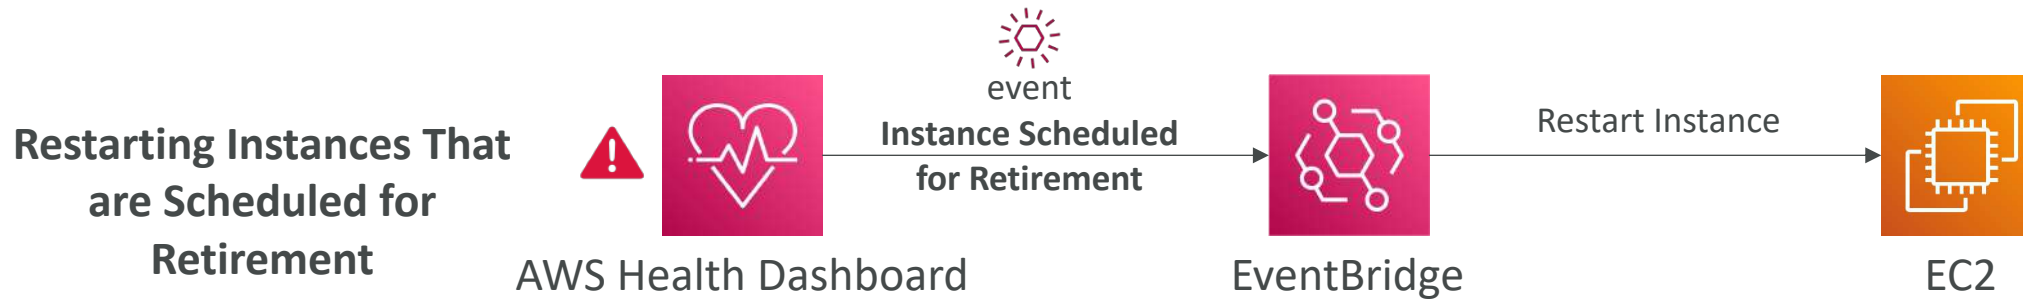 Restarting Instances That
are Scheduled for
Retirement
AWS Health Dashboard
event
Instance Scheduled
for Retirement
EventBridge
Restart Instance
EC2